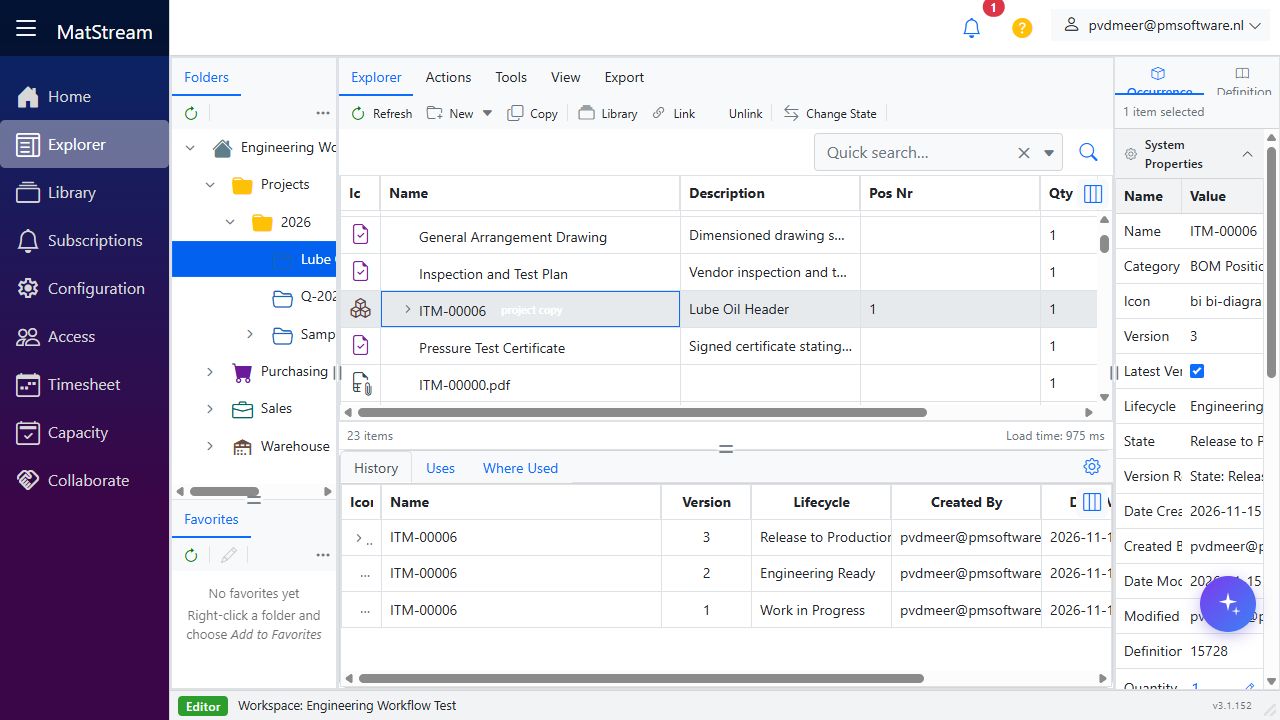 MatStream
1
?
pvdmeer@pmsoftware.nl
Home
Explorer
Library
Subscriptions
Configuration
Access
Timesheet
Capacity
Collaborate
Folders
Engineering Wo
Projects
2026
Lube
Q-202
Samp
Purchasing
Sales
Warehouse
Favorites
No favorites yet
Right-click a folder and
choose Add to Favorites
Explorer Actions Tools View Export
Refresh New Copy Library Link Unlink Change State
Quick search...
Ic Name Description Pos Nr Qty
General Arrangement Drawing Dimensioned drawing s... 1
Inspection and Test Plan Vendor inspection and t... 1
ITM-00006 project copy Lube Oil Header 1 1
Pressure Test Certificate Signed certificate stating... 1
ITM-00000.pdf 1
23 items Load time: 975 ms
History Uses Where Used
Icon Name Version Lifecycle Created By D
ITM-00006 3 Release to Production pvdmeer@pmsoftware 2026-11-1
ITM-00006 2 Engineering Ready pvdmeer@pmsoftware 2026-11-1
ITM-00006 1 Work in Progress pvdmeer@pmsoftware 2026-11-1
Occurrence Definition
1 item selected
System
Properties
Name Value
Name ITM-00006
Category BOM Positio
Icon bi bi-diagra
Version 3
Latest Ver
Lifecycle Engineering
State Release to P
Version R State: Releas
Date Crea 2026-11-15
Created B pvdmeer@p
Date Mod 2026-11-15
Modified
Definition 15728
Quantity 1
Editor Workspace: Engineering Workflow Test v3.1.152